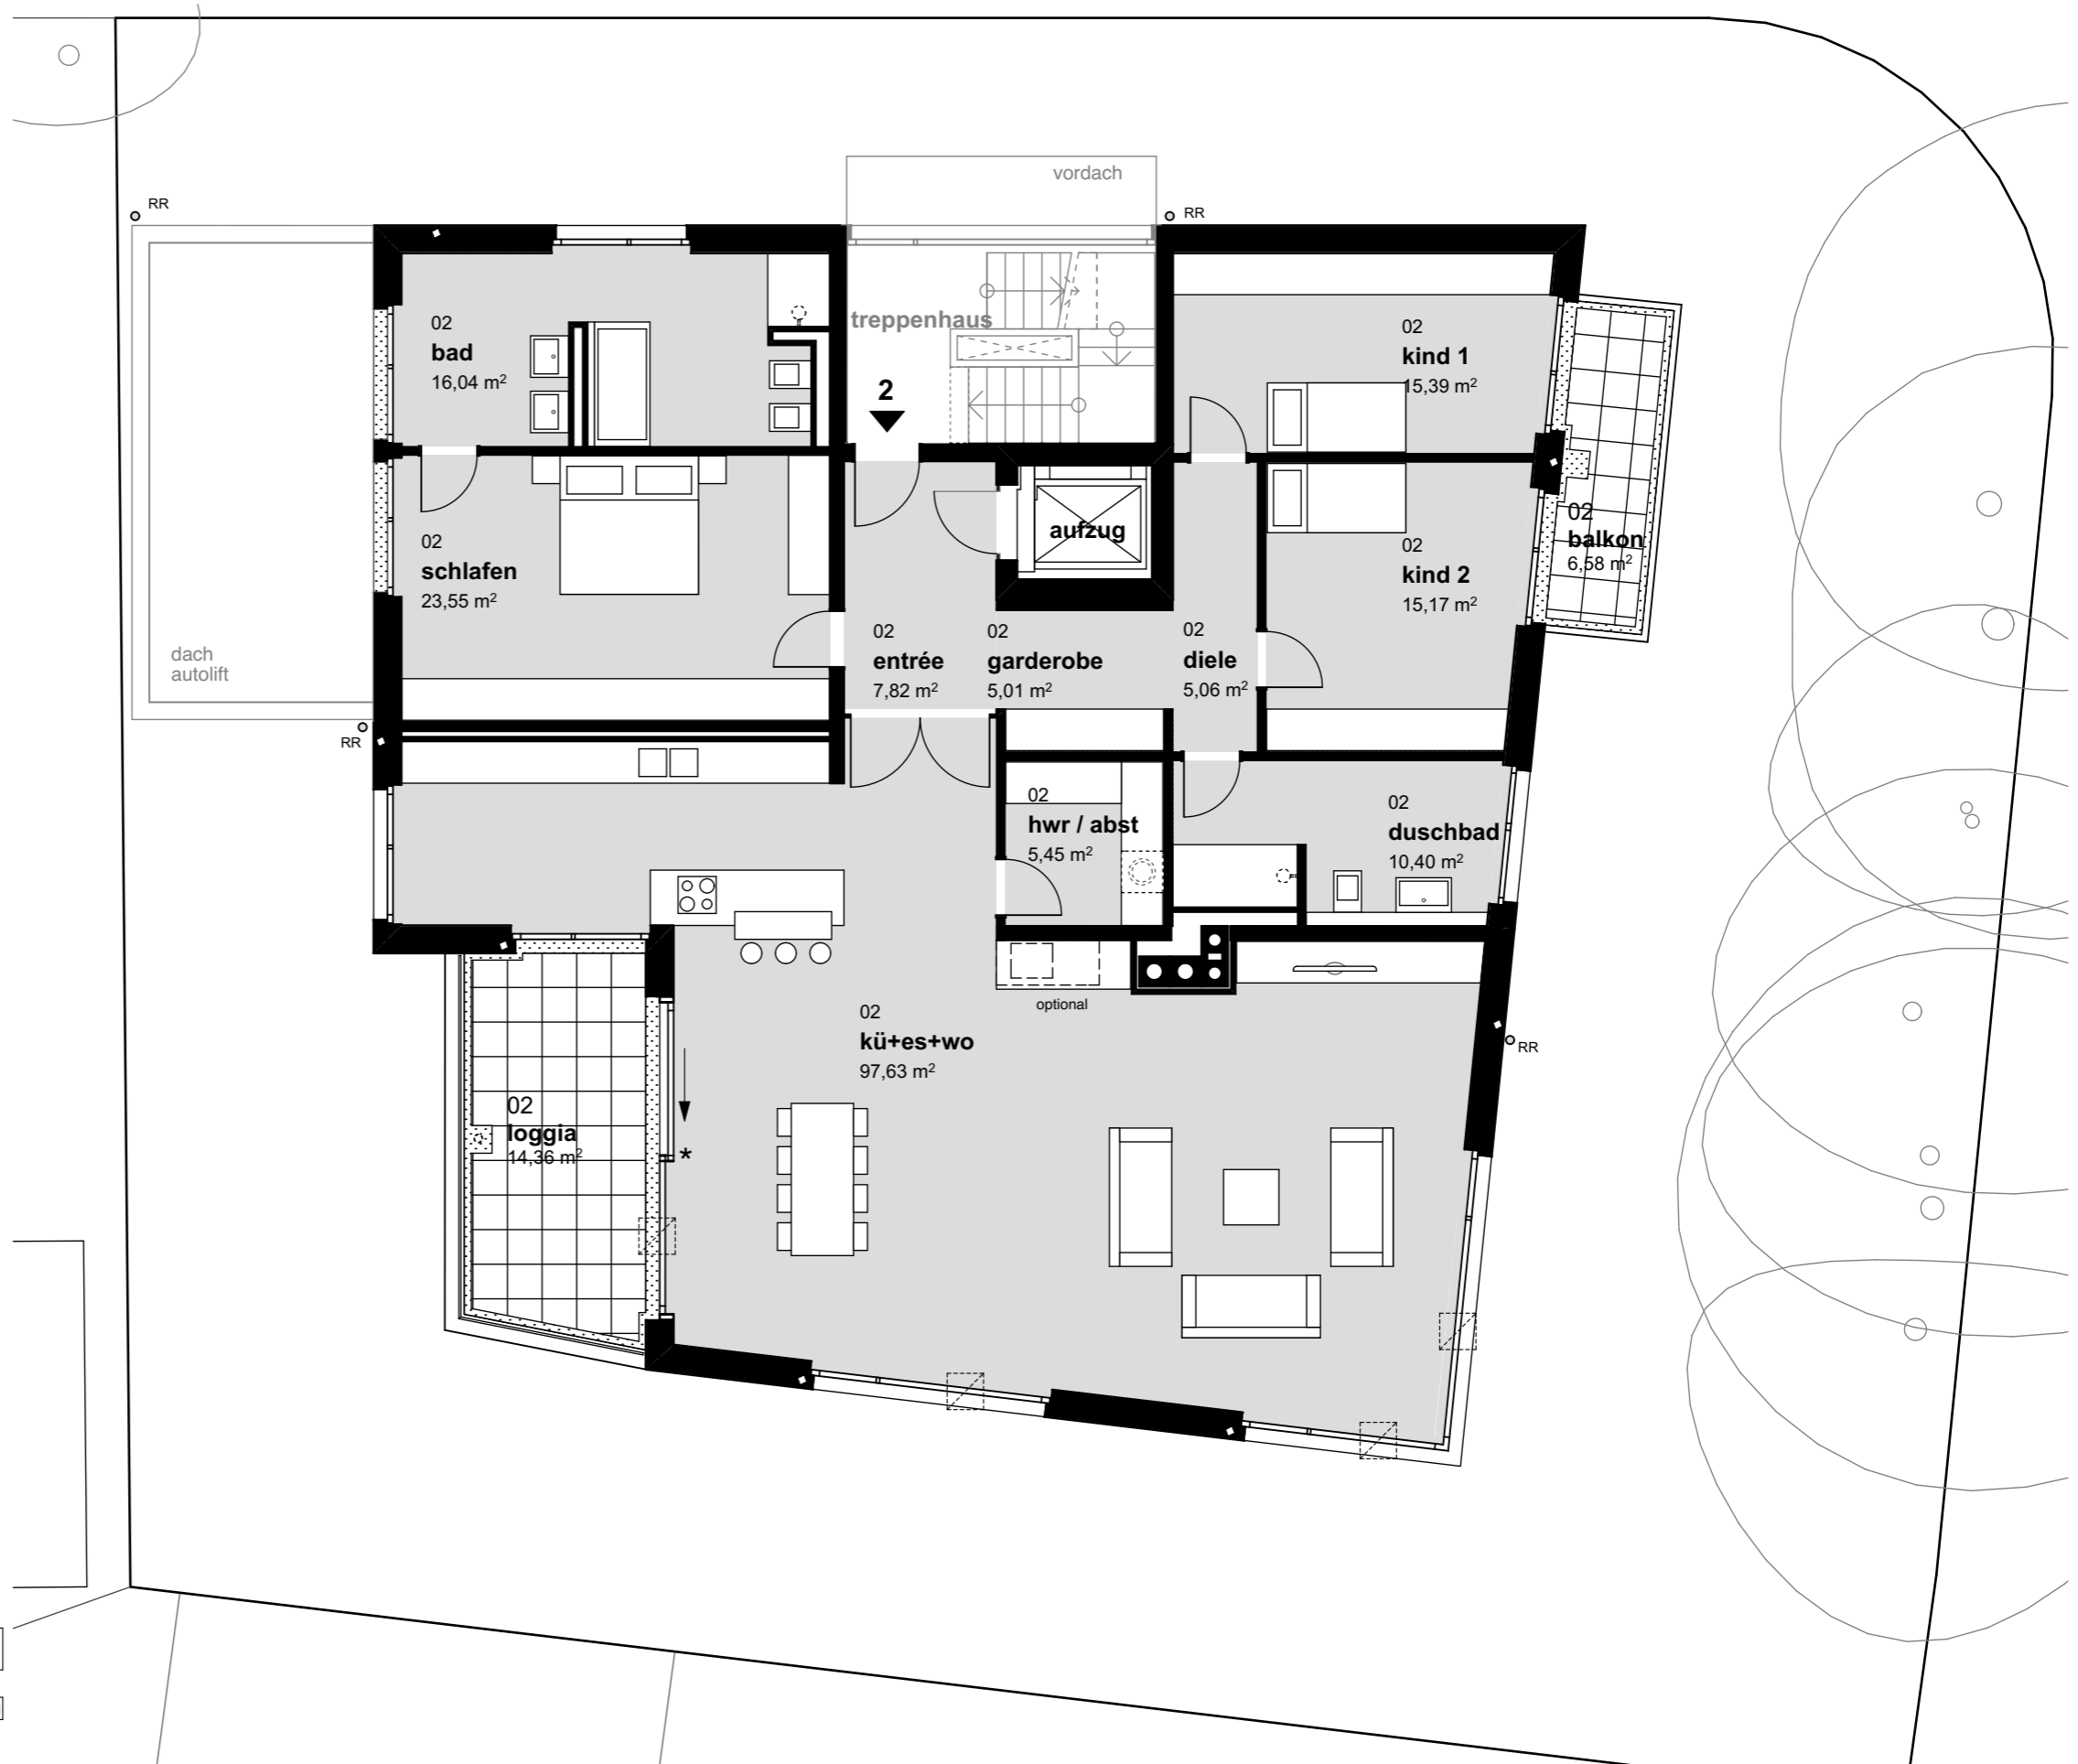 vordach
RR
RR
treppenhaus
2
02
bad
16,04 m²
02
kind 1
15,39 m²
02
balkon
6,58 m²
aufzug
02
schlafen
23,55 m²
02
kind 2
15,17 m²
dach
autolift
02
entrée
7,82 m²
02
garderobe
5,01 m²
02
diele
5,06 m²
RR
02
hwr / abst
5,45 m²
02
duschbad
10,40 m²
optional
02
kü+es+wo
97,63 m²
RR
02
loggia
14,36 m²
*